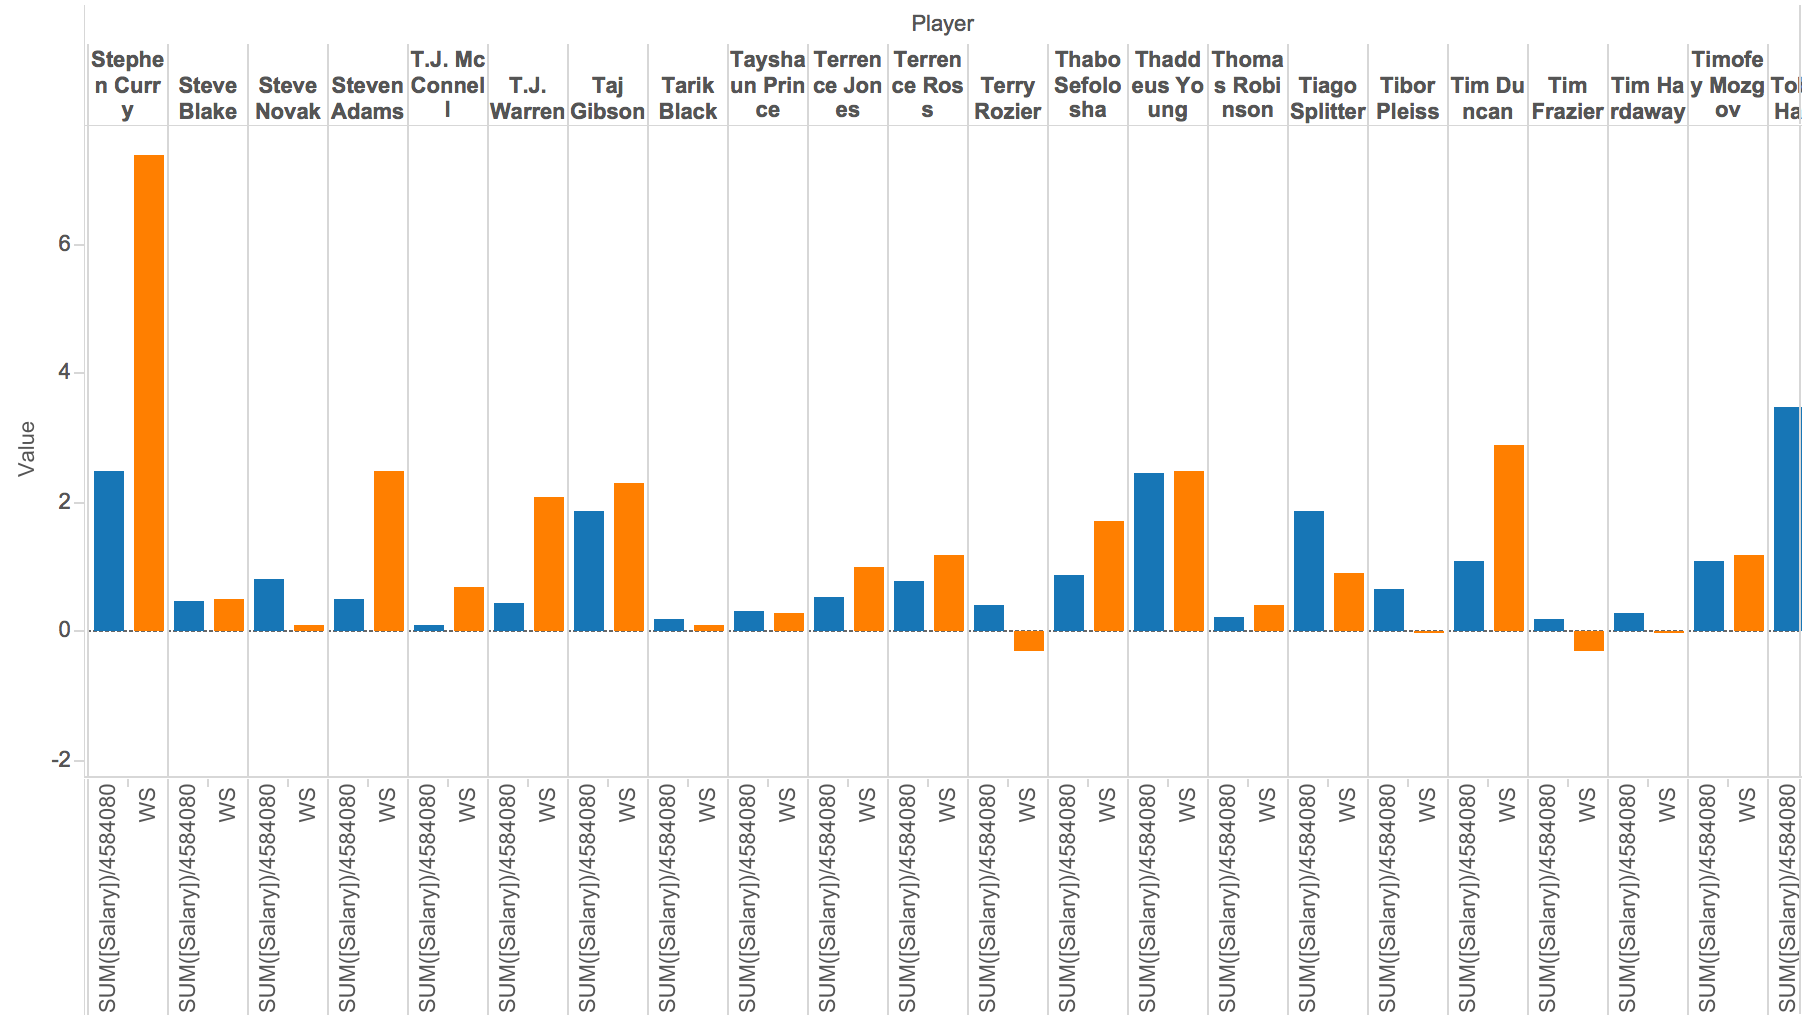 Player
Stephe
n Curr
y
Steve
Blake
Steve
Novak
Steven
Adams
T.J. Mc
Connel
l
T.J.
Warren
Taj
Gibson
Tarik
Black
Taysha
un Prin
ce
Terren
ce Jon
es
Terren
ce Ros
s
Terry
Rozier
Thabo
Sefolo
sha
Thadd
eus Yo
ung
Thoma
s Robi
nson
Tiago
Splitter
Tibor
Pleiss
Tim Du
ncan
Tim
Frazier
Tim Ha
rdaway
Timofe
y Mozg
ov
Value
6
4
2
0
-2
SUM([Salary])/4584080
WS
SUM([Salary])/4584080
WS
SUM([Salary])/4584080
WS
SUM([Salary])/4584080
WS
SUM([Salary])/4584080
WS
SUM([Salary])/4584080
WS
SUM([Salary])/4584080
WS
SUM([Salary])/4584080
WS
SUM([Salary])/4584080
WS
SUM([Salary])/4584080
WS
SUM([Salary])/4584080
WS
SUM([Salary])/4584080
WS
SUM([Salary])/4584080
WS
SUM([Salary])/4584080
WS
SUM([Salary])/4584080
WS
SUM([Salary])/4584080
WS
SUM([Salary])/4584080
WS
SUM([Salary])/4584080
WS
SUM([Salary])/4584080
WS
SUM([Salary])/4584080
WS
SUM([Salary])/4584080
WS
SUM([Salary])/4584080